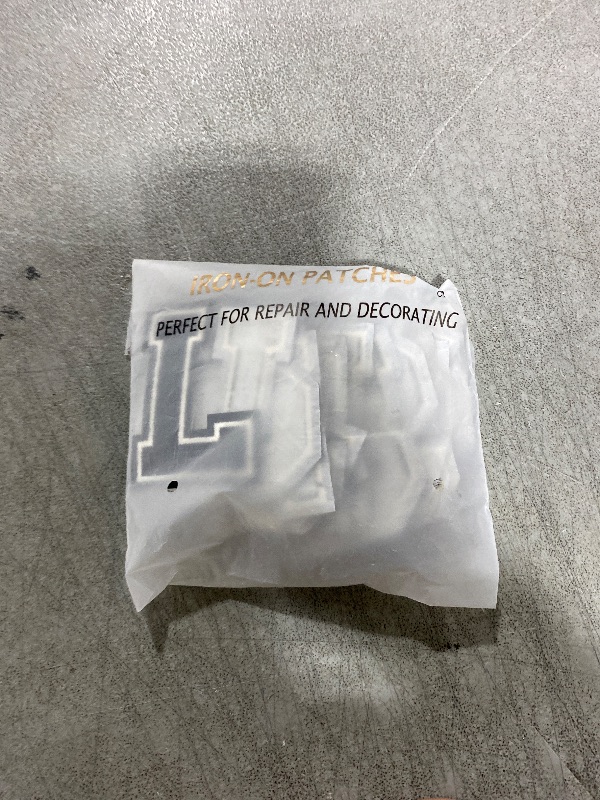 IRON-ON PATCHES
PERFECT FOR REPAIR AND DECORATING
L